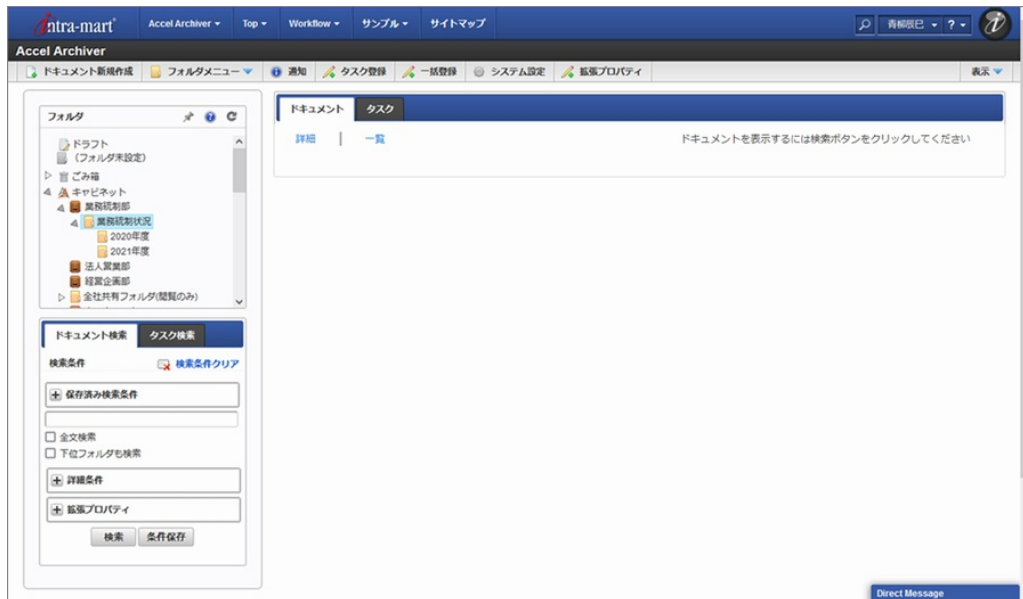 intra-mart Accel Archiver Top Workflow サンプル サイトマップ 青柳辰巳 ?
Accel Archiver
ドキュメント新規作成 フォルダメニュー 通知 タスク登録 一括登録 システム設定 拡張プロパティ 表示
フォルダ
ドキュメント タスク
詳細 | 一覧 ドキュメントを表示するには検索ボタンをクリックしてください
ドラフト
(フォルダ未設定)
ごみ箱
キャビネット
業務統制部
業務統制状況
2020年度
2021年度
法人営業部
経営企画部
全社共有フォルダ(閲覧のみ)
ドキュメント検索 タスク検索
検索条件 検索条件クリア
保存済み検索条件
全文検索
下位フォルダも検索
詳細条件
拡張プロパティ
検索 条件保存
Direct Message